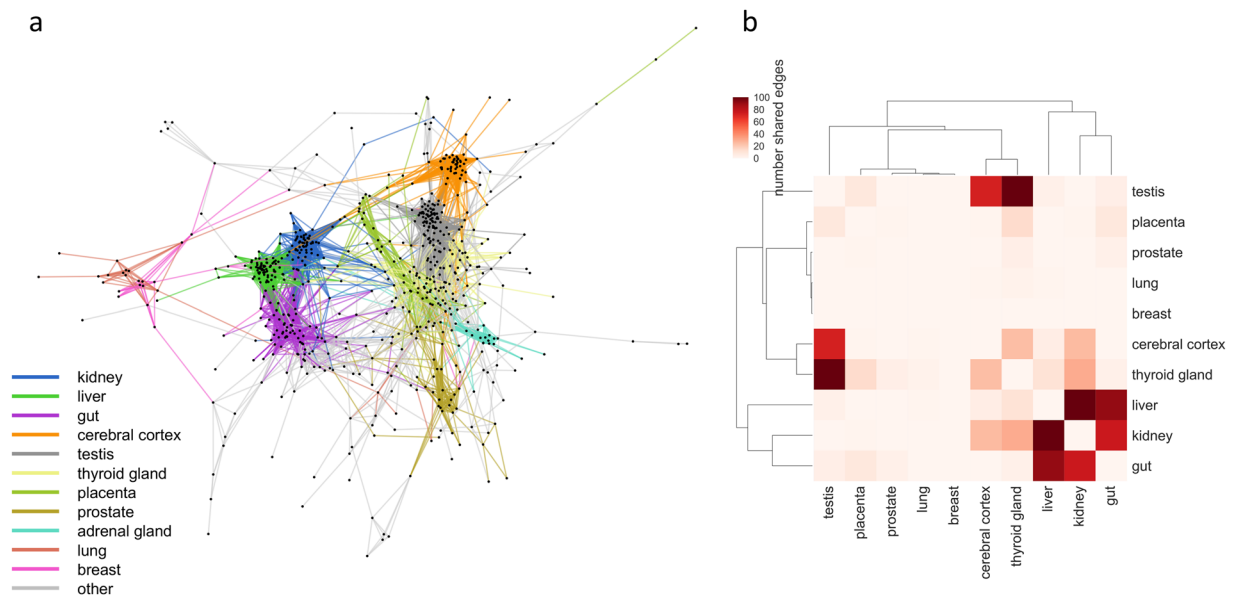 a
kidney
liver
gut
cerebral cortex
testis
thyroid gland
placenta
prostate
adrenal gland
lung
breast
other
b
number shared edges
100
80
60
40
20
0
testis
placenta
prostate
lung
breast
cerebral cortex
thyroid gland
liver
kidney
gut
testis
placenta
prostate
lung
breast
cerebral cortex
thyroid gland
liver
kidney
gut